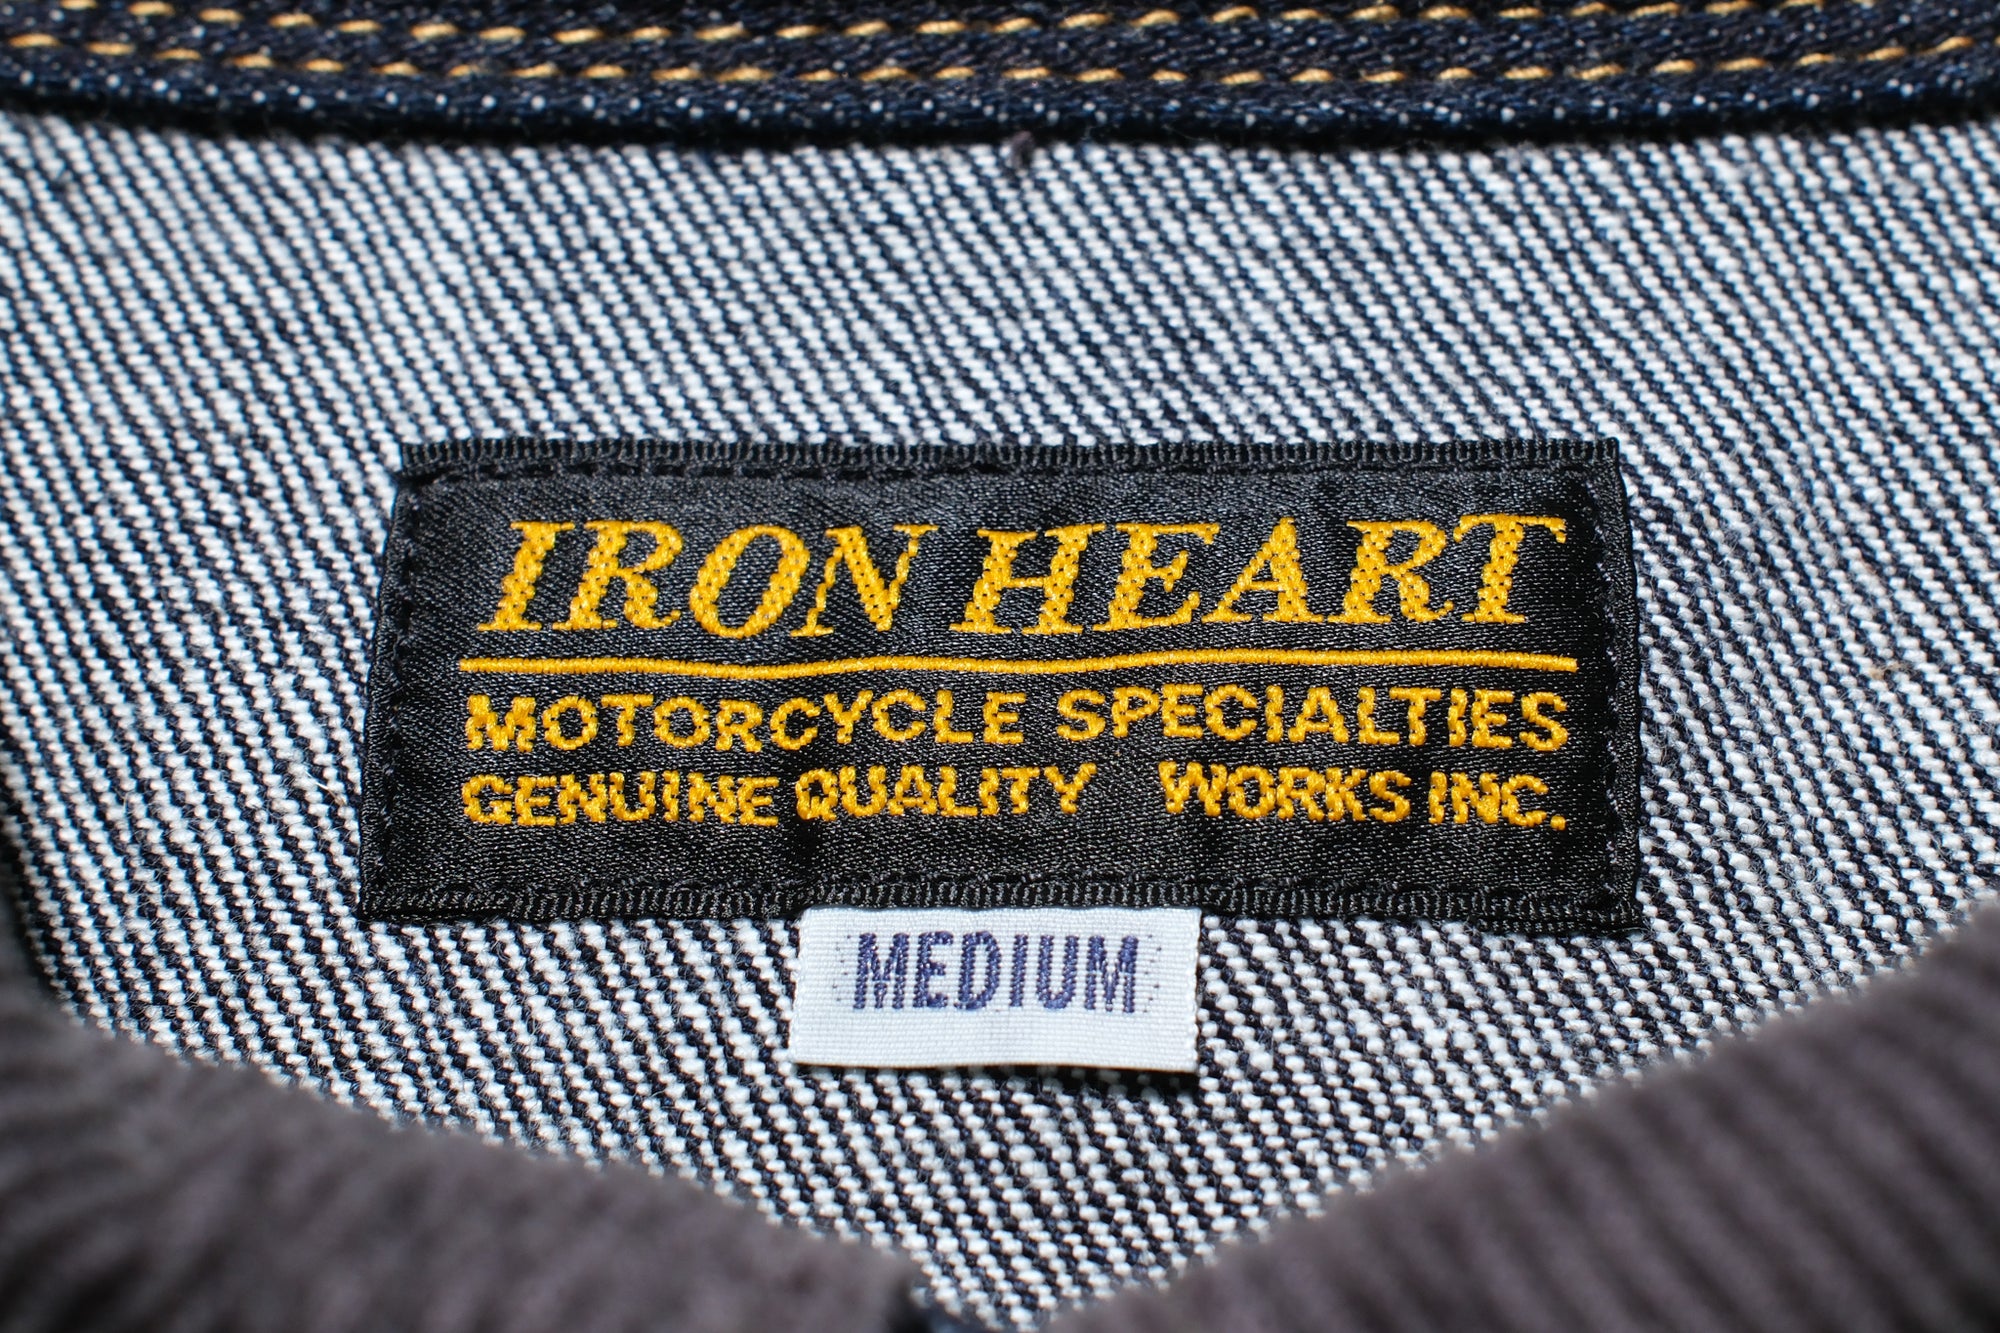 IRON HEART
MOTORCYCLE SPECIALTIES
GENUINE QUALITY WORKS INC.
MEDIUM